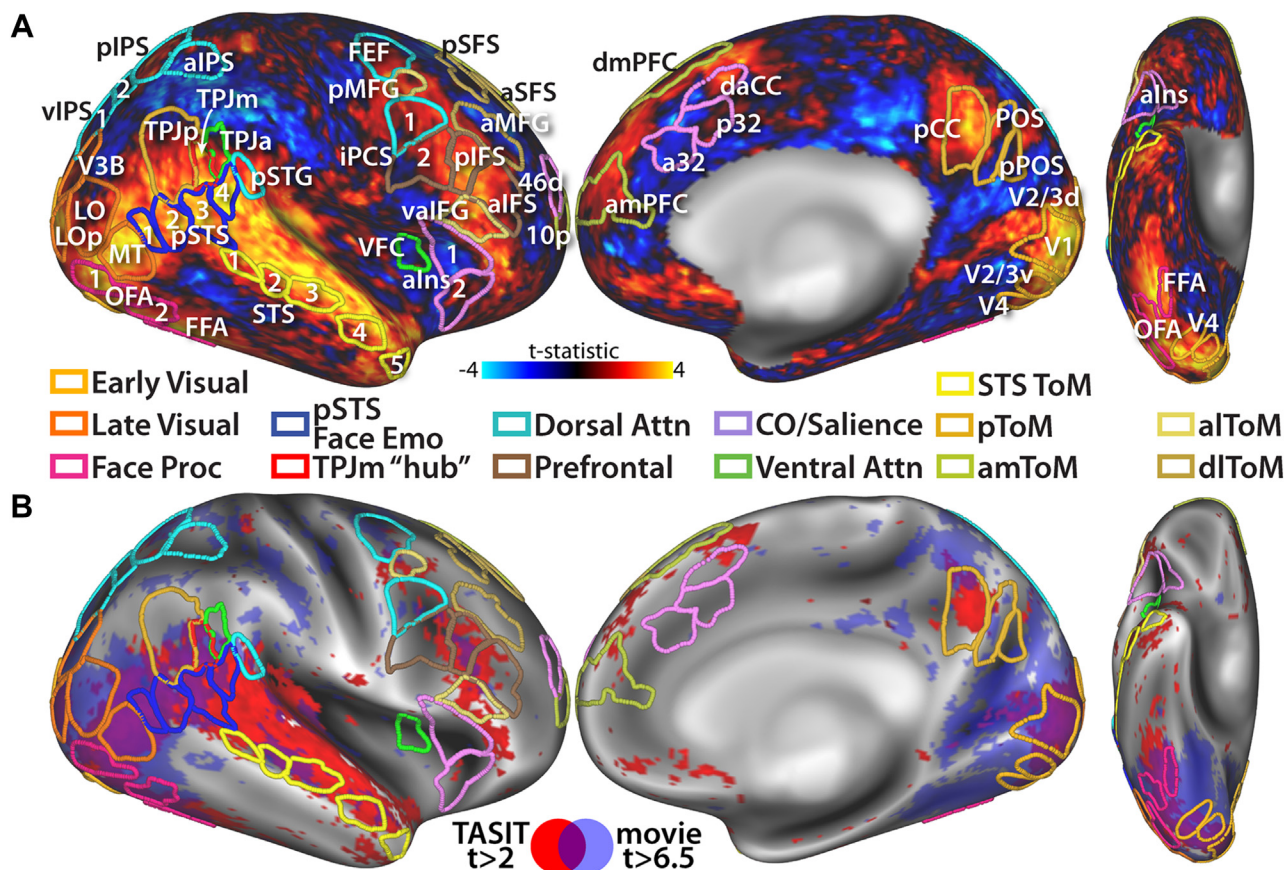 A
pIPS
aIPS
2
vIPS
1
TPJm
TPJp
TPJa
V3B
pSTG
LO
LOp
MT
1
2
3
4
pSTS
1
OFA
2
FFA
STS
1
2
3
4
5
FEF
pSFS
pMFG
aSFS
1
aMFG
iPCS
2
pIFS
46d
vaIFG
aIFS
VFC
1
10p
aIns
2
dmPFC
daCC
p32
a32
amPFC
pCC
POS
pPOS
V2/3d
V1
V2/3v
V4
aIns
FFA
OFA
V4
t-statistic
-4
4
Early Visual
Late Visual
Face Proc
pSTS
Face Emo
TPJm "hub"
Dorsal Attn
Prefrontal
CO/Salience
Ventral Attn
STS ToM
pToM
amToM
alToM
dlToM
B
TASIT
t>2
movie
t>6.5